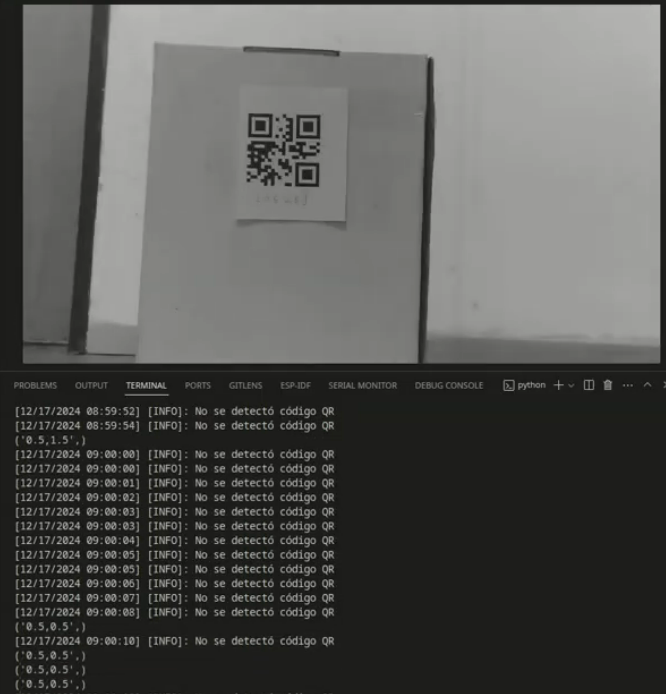 PROBLEMS OUTPUT TERMINAL PORTS GITLENS ESP-IDF SERIAL MONITOR DEBUG CONSOLE python
[12/17/2024 08:59:52] [INFO]: No se detectó código QR
[12/17/2024 08:59:54] [INFO]: No se detectó código QR
('0.5,1.5',)
[12/17/2024 09:00:00] [INFO]: No se detectó código QR
[12/17/2024 09:00:00] [INFO]: No se detectó código QR
[12/17/2024 09:00:01] [INFO]: No se detectó código QR
[12/17/2024 09:00:02] [INFO]: No se detectó código QR
[12/17/2024 09:00:03] [INFO]: No se detectó código QR
[12/17/2024 09:00:03] [INFO]: No se detectó código QR
[12/17/2024 09:00:04] [INFO]: No se detectó código QR
[12/17/2024 09:00:05] [INFO]: No se detectó código QR
[12/17/2024 09:00:05] [INFO]: No se detectó código QR
[12/17/2024 09:00:06] [INFO]: No se detectó código QR
[12/17/2024 09:00:07] [INFO]: No se detectó código QR
[12/17/2024 09:00:08] [INFO]: No se detectó código QR
('0.5,0.5',)
[12/17/2024 09:00:10] [INFO]: No se detectó código QR
('0.5,0.5',)
('0.5,0.5',)
('0.5,0.5',)